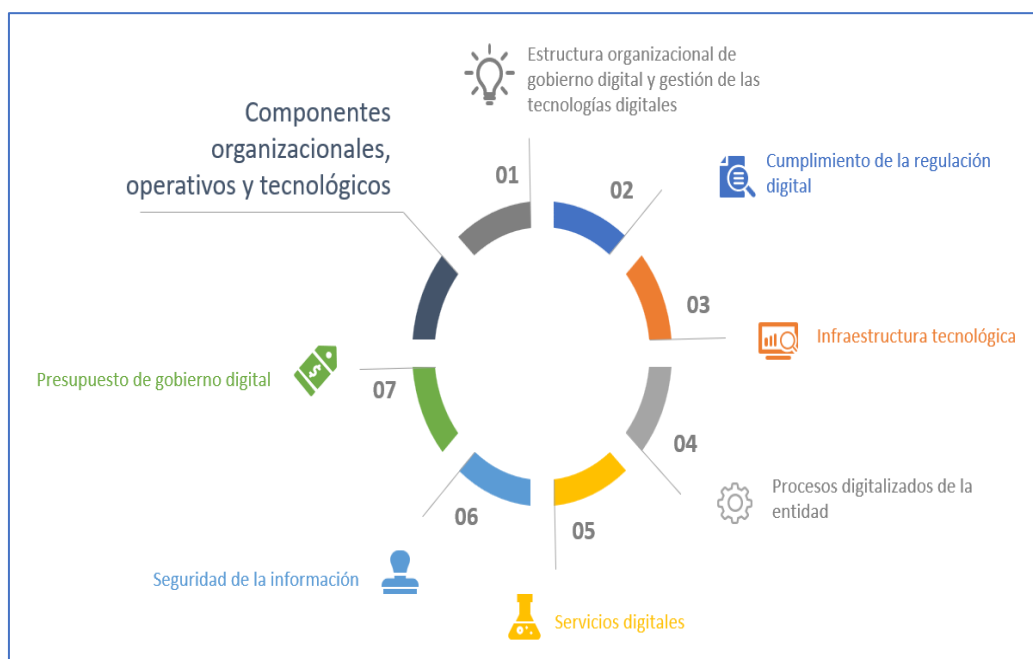 Componentes
organizacionales,
operativos y tecnológicos
01
Estructura organizacional de
gobierno digital y gestión de las
tecnologías digitales
02
Cumplimiento de la regulación
digital
03
Infraestructura tecnológica
04
Procesos digitalizados de la
entidad
05
Servicios digitales
06
Seguridad de la información
07
Presupuesto de gobierno digital
$